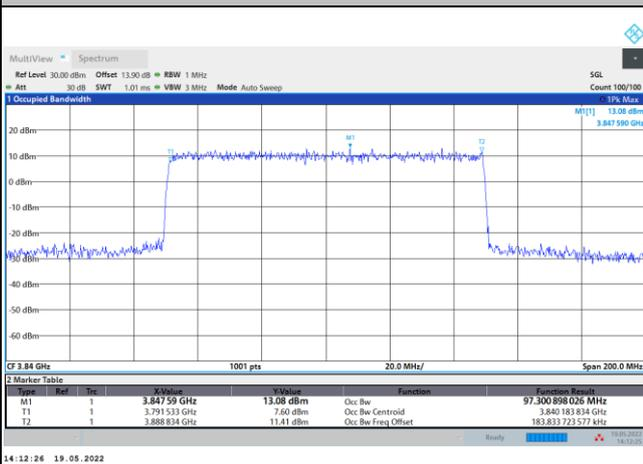 MultiView Spectrum
Ref Level 30.00 dBm Offset 13.90 dB RBW 1 MHz SGL
Att 30 dB SWT 1.01 ms VBW 3 MHz Mode Auto Sweep Count 100/100
1 Occupied Bandwidth 1Pk Max
M1[1] 13.08 dBm
3.847 590 GHz
20 dBm
M1
T1
T2
10 dBm
0 dBm
-10 dBm
-20 dBm
-30 dBm
-40 dBm
-50 dBm
-60 dBm
CF 3.84 GHz 1001 pts 20.0 MHz/ Span 200.0 MHz
2 Marker Table
Type Ref Trc X-Value Y-Value Function Function Result
M1 1 3.847 59 GHz 13.08 dBm Occ Bw 97.300 898 026 MHz
T1 1 3.791 533 GHz 7.60 dBm Occ Bw Centroid 3.840 183 834 GHz
T2 1 3.888 834 GHz 11.41 dBm Occ Bw Freq Offset 183.833 723 577 kHz
Ready 19.05.2022
14:12:25
14:12:26 19.05.2022